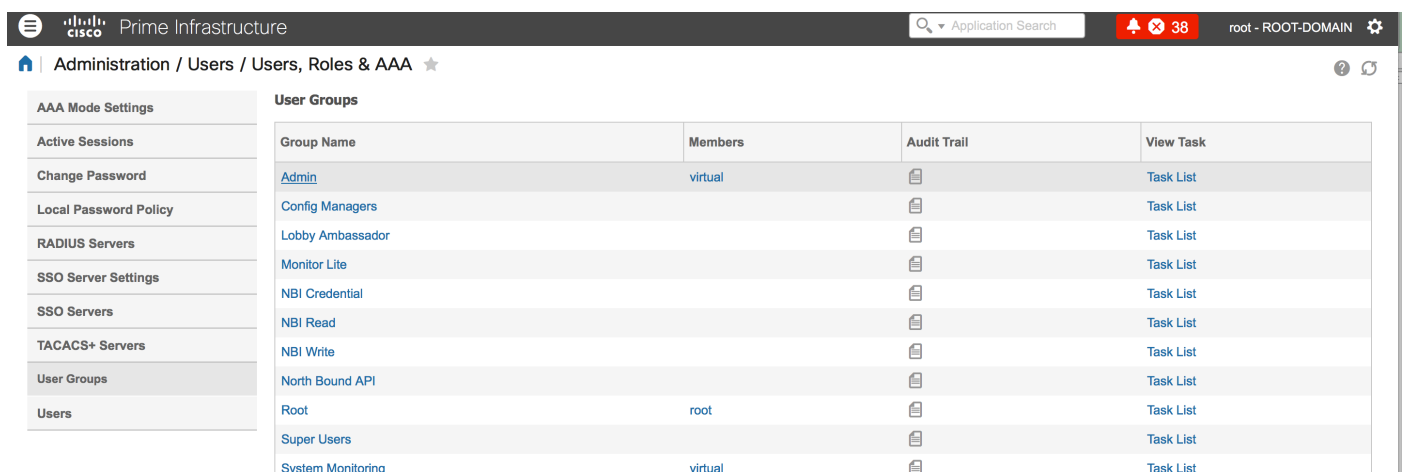 CISCO Prime Infrastructure Application Search 38 root - ROOT-DOMAIN
Administration / Users / Users, Roles & AAA
AAA Mode Settings
Active Sessions
Change Password
Local Password Policy
RADIUS Servers
SSO Server Settings
SSO Servers
TACACS+ Servers
User Groups
Users
User Groups
Group Name Members Audit Trail View Task
Admin virtual Task List
Config Managers Task List
Lobby Ambassador Task List
Monitor Lite Task List
NBI Credential Task List
NBI Read Task List
NBI Write Task List
North Bound API Task List
Root root Task List
Super Users Task List
System Monitoring virtual Task List